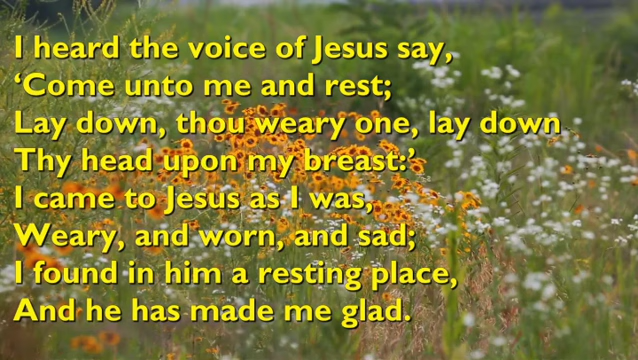 I heard the voice of Jesus say,
‘Come unto me and rest;
Lay down, thou weary one, lay down
Thy head upon my breast:’
I came to Jesus as I was,
Weary, and worn, and sad;
I found in him a resting place,
And he has made me glad.